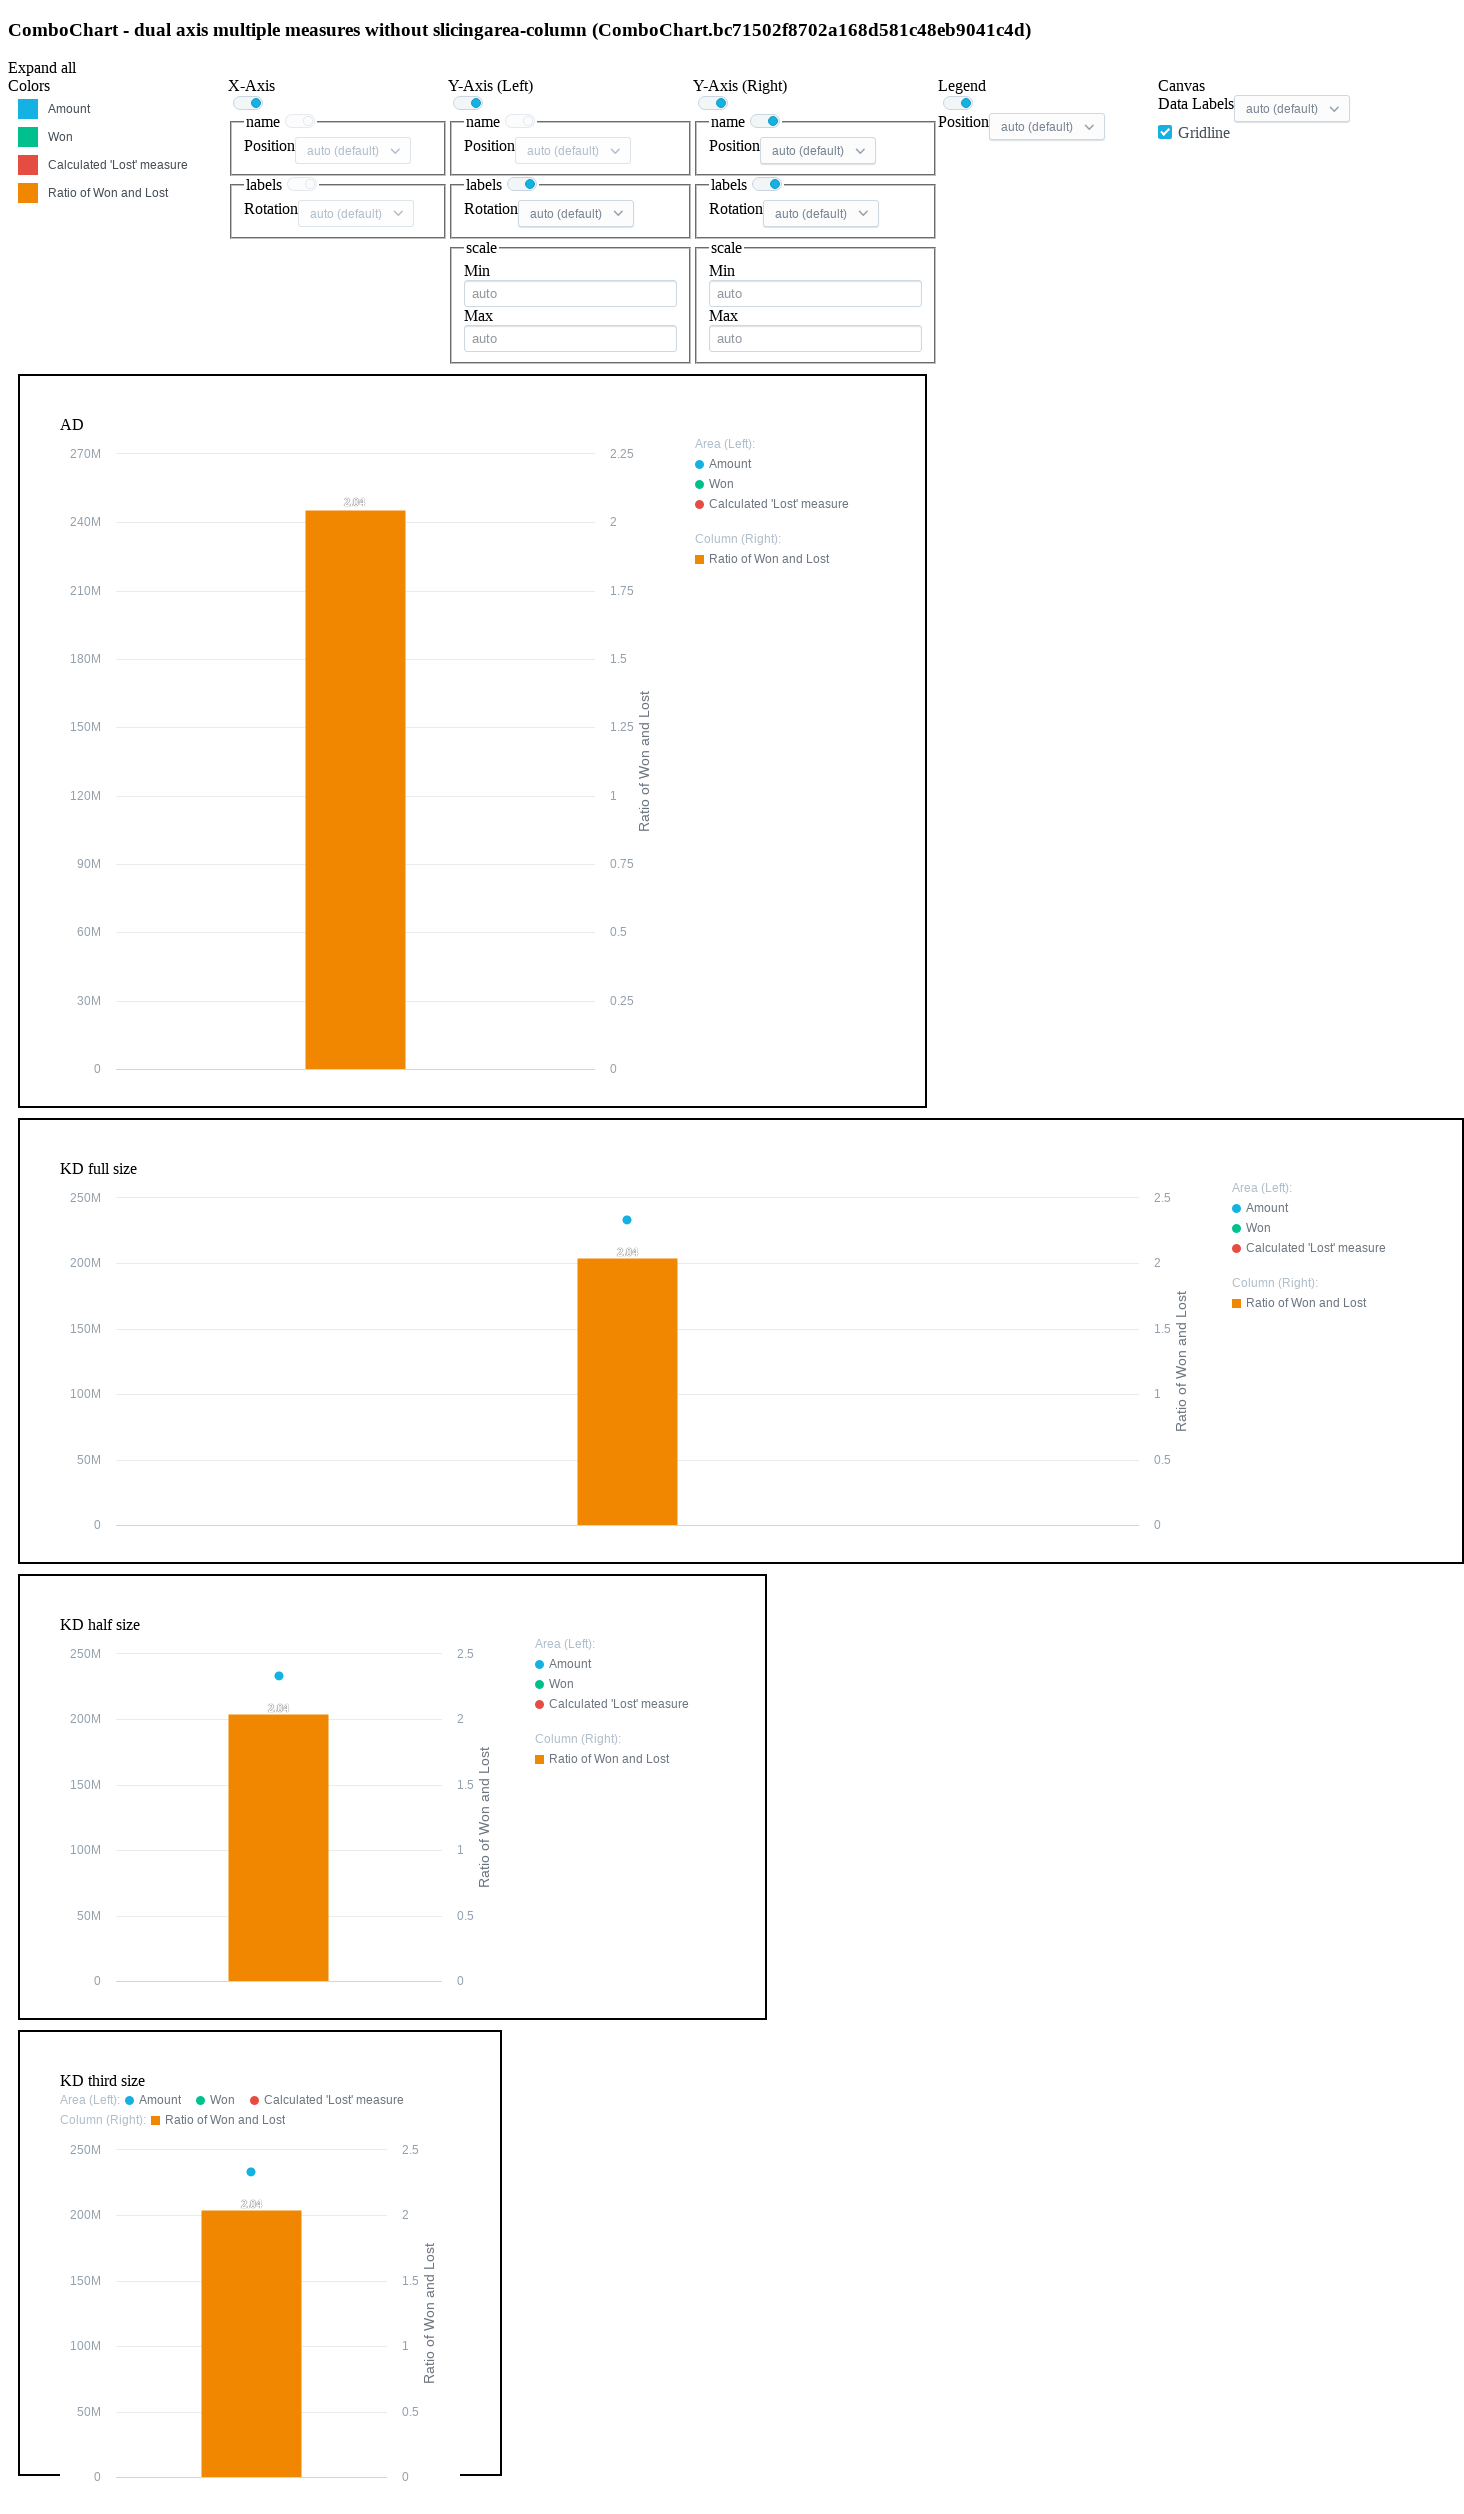 ComboChart - dual axis multiple measures without slicingarea-column (ComboChart.bc71502f8702a168d581c48eb9041c4d)
Expand all
Colors
Amount
Won
Calculated 'Lost' measure
Ratio of Won and Lost
X-Axis
name
Position auto (default)
labels
Rotation auto (default)
Y-Axis (Left)
name
Position auto (default)
labels
Rotation auto (default)
scale
Min
auto
Max
auto
Y-Axis (Right)
name
Position auto (default)
labels
Rotation auto (default)
scale
Min
auto
Max
auto
Legend
Position auto (default)
Canvas
Data Labels auto (default)
Gridline
AD
270M
240M
210M
180M
150M
120M
90M
60M
30M
0
2.04
2.25
2
1.75
1.5
1.25
1
0.75
0.5
0.25
0
Ratio of Won and Lost
Area (Left):
Amount
Won
Calculated 'Lost' measure
Column (Right):
Ratio of Won and Lost
KD full size
250M
200M
150M
100M
50M
0
2.04
2.5
2
1.5
1
0.5
0
Ratio of Won and Lost
Area (Left):
Amount
Won
Calculated 'Lost' measure
Column (Right):
Ratio of Won and Lost
KD half size
250M
200M
150M
100M
50M
0
2.04
2.5
2
1.5
1
0.5
0
Ratio of Won and Lost
Area (Left):
Amount
Won
Calculated 'Lost' measure
Column (Right):
Ratio of Won and Lost
KD third size
Area (Left): Amount Won Calculated 'Lost' measure
Column (Right): Ratio of Won and Lost
250M
200M
150M
100M
50M
0
2.04
2.5
2
1.5
1
0.5
0
Ratio of Won and Lost